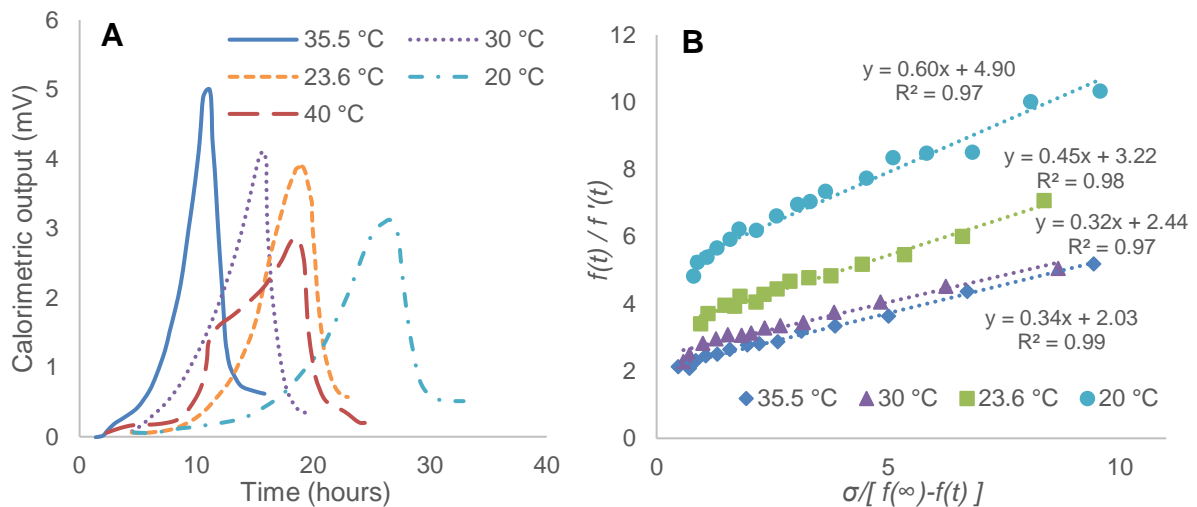 A
35.5 °C
30 °C
23.6 °C
20 °C
40 °C
Calorimetric output (mV)
6
5
4
3
2
1
0
0
10
20
30
40
Time (hours)
B
y = 0.60x + 4.90
R² = 0.97
y = 0.45x + 3.22
R² = 0.98
y = 0.32x + 2.44
R² = 0.97
y = 0.34x + 2.03
R² = 0.99
35.5 °C
30 °C
23.6 °C
20 °C
f(t) / f '(t)
12
10
8
6
4
2
0
0
5
10
σ/[ f(∞)-f(t) ]